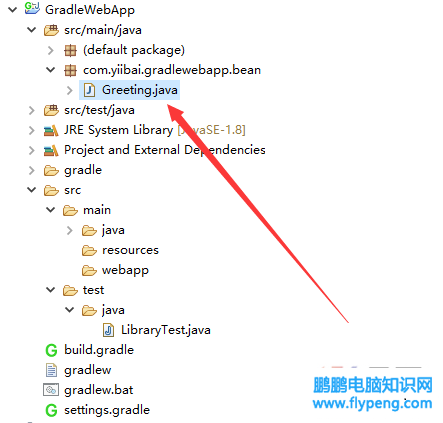 GradleWebApp
src/main/java
(default package)
com.yiibai.gradlewebapp.bean
Greeting.java
src/test/java
JRE System Library [JavaSE-1.8]
Project and External Dependencies
gradle
src
main
java
resources
webapp
test
java
LibraryTest.java
build.gradle
gradlew
gradlew.bat
settings.gradle
鹏鹏电脑知识网
www.flypeng.com